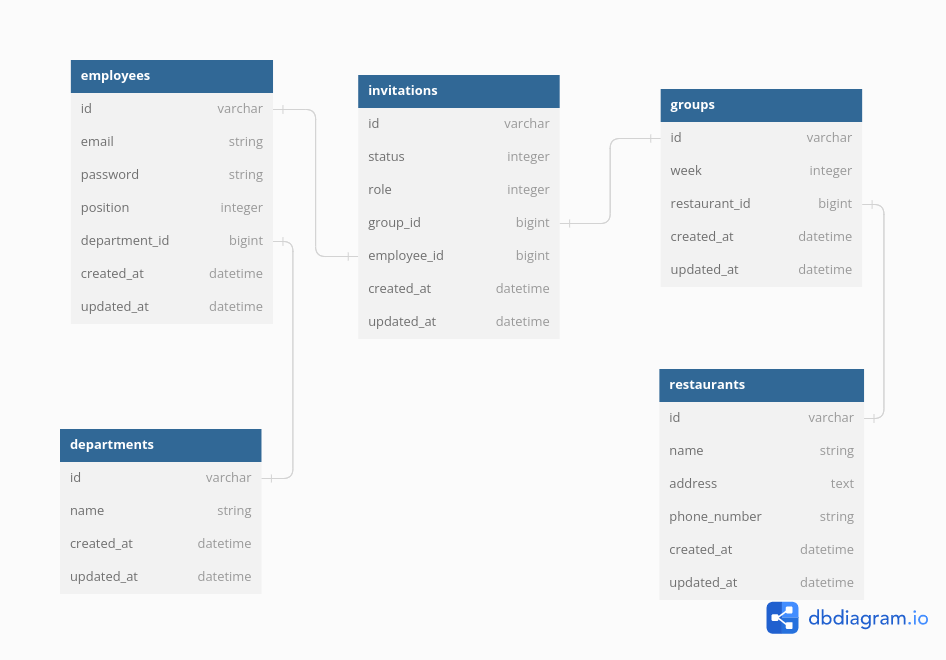 employees
id varchar
email string
password string
position integer
department_id bigint
created_at datetime
updated_at datetime
invitations
id varchar
status integer
role integer
group_id bigint
employee_id bigint
created_at datetime
updated_at datetime
groups
id varchar
week integer
restaurant_id bigint
created_at datetime
updated_at datetime
departments
id varchar
name string
created_at datetime
updated_at datetime
restaurants
id varchar
name string
address text
phone_number string
created_at datetime
updated_at datetime
dbdiagram.io